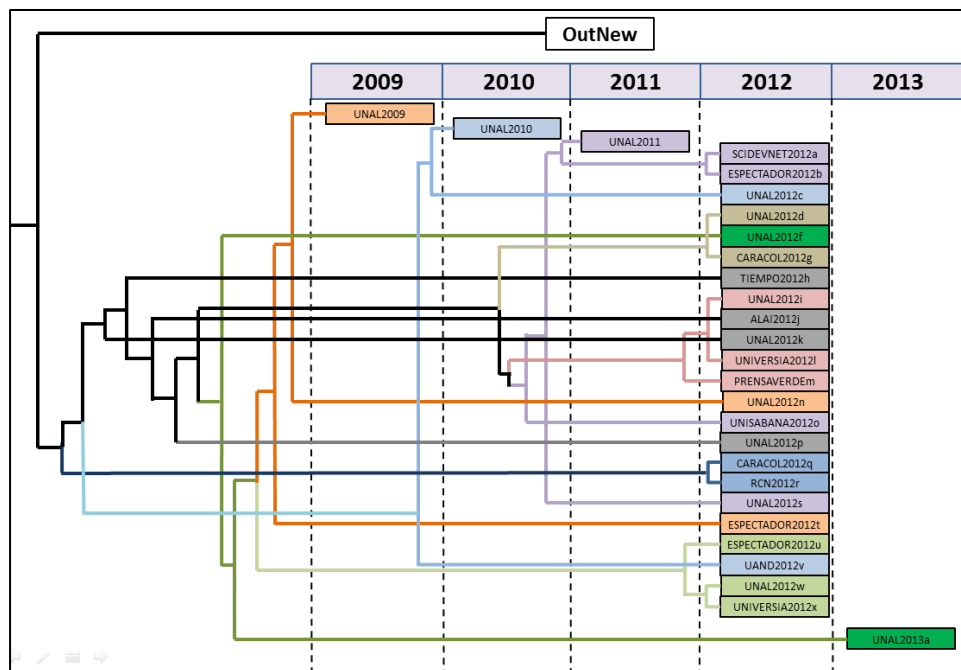 OutNew
2009 2010 2011 2012 2013
UNAL2009
UNAL2010
UNAL2011
SCIDEVNET2012a
ESPECTADOR2012b
UNAL2012c
UNAL2012d
UNAL2012f
CARACOL2012g
TIEMPO2012h
UNAL2012i
ALAI2012j
UNAL2012k
UNIVERSIA2012l
PRENSAVERDEm
UNAL2012n
UNISABANA2012o
UNAL2012p
CARACOL2012q
RCN2012r
UNAL2012s
ESPECTADOR2012t
ESPECTADOR2012u
UAND2012v
UNAL2012w
UNIVERSIA2012x
UNAL2013a